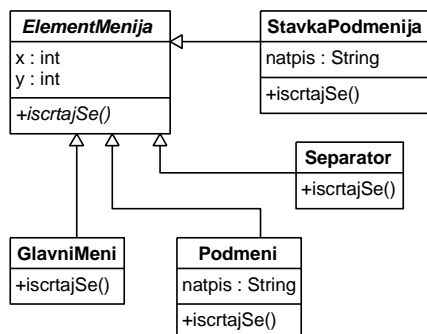 ElementMenija
x : int
y : int
+iscrtajSe()
StavkaPodmenija
natpis : String
+iscrtajSe()
Separator
+iscrtajSe()
GlavniMeni
+iscrtajSe()
Podmeni
natpis : String
+iscrtajSe()